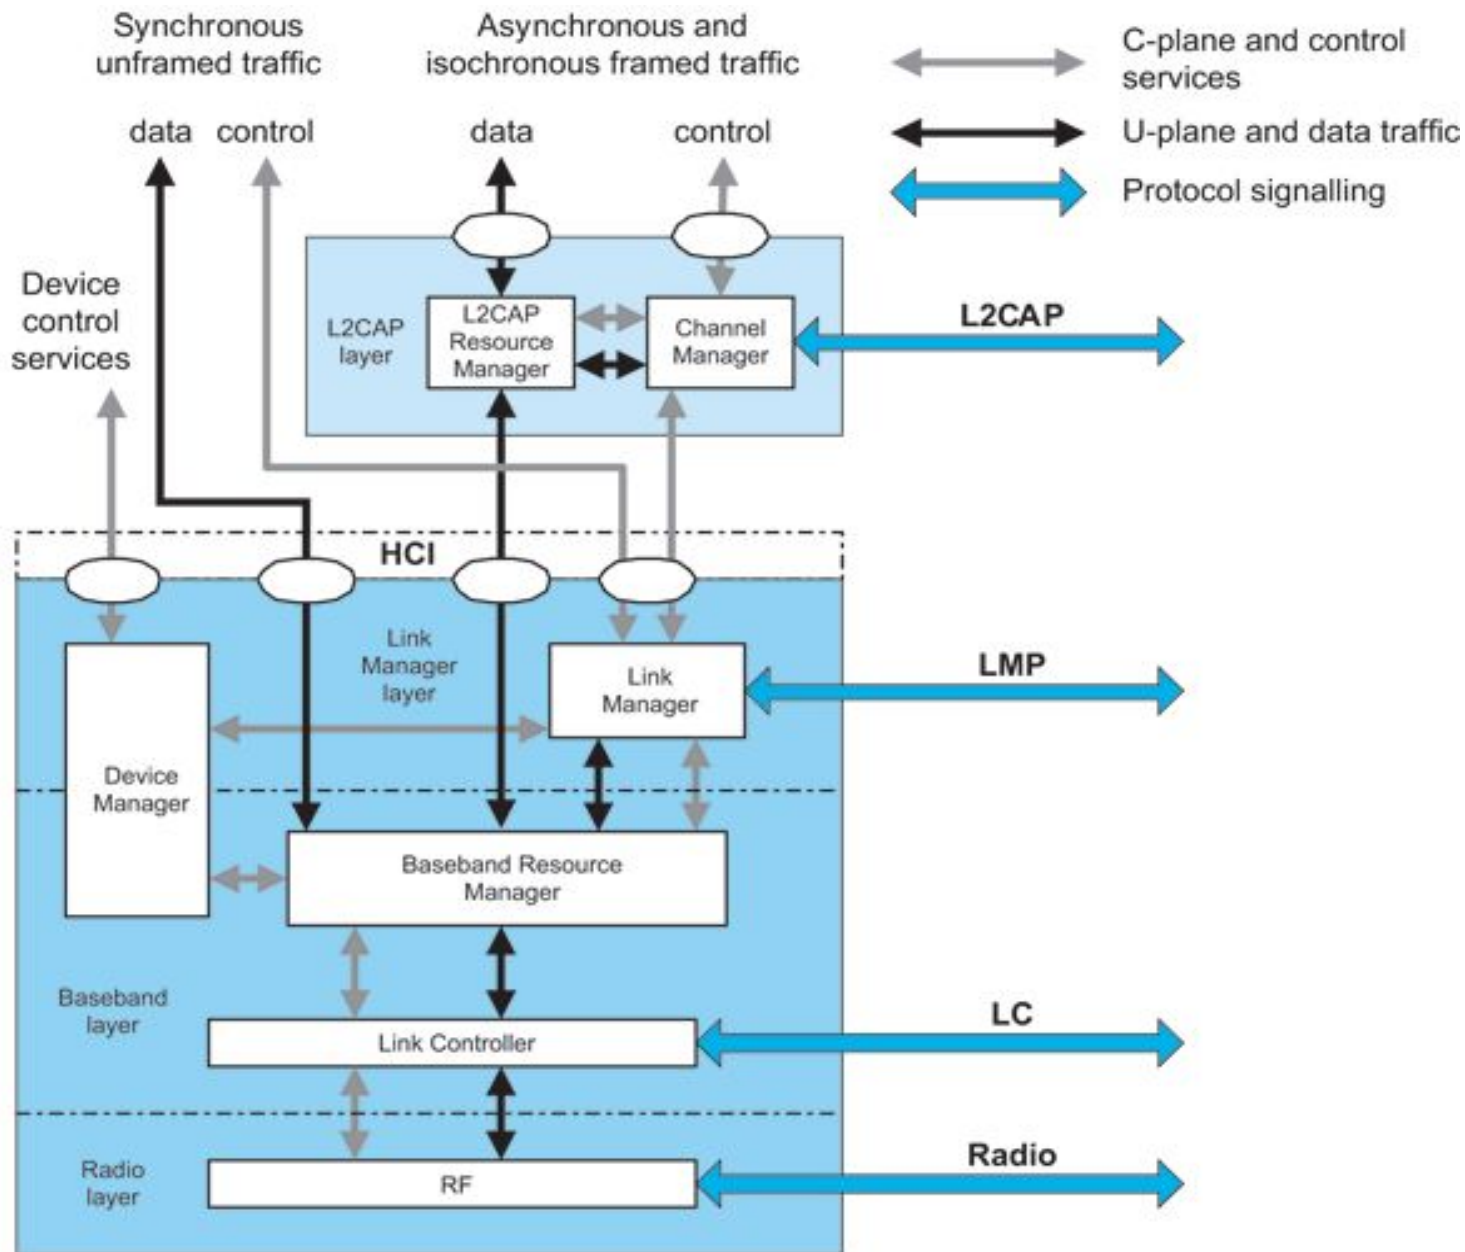 Synchronous
unframed traffic
Asynchronous and
isochronous framed traffic
C-plane and control
services
data
control
data
control
U-plane and data traffic
Protocol signalling
Device
control
services
L2CAP
layer
L2CAP
Resource
Manager
Channel
Manager
L2CAP
HCI
Link
Manager
layer
Link
Manager
LMP
Device
Manager
Baseband Resource
Manager
Baseband
layer
Link Controller
LC
Radio
layer
RF
Radio